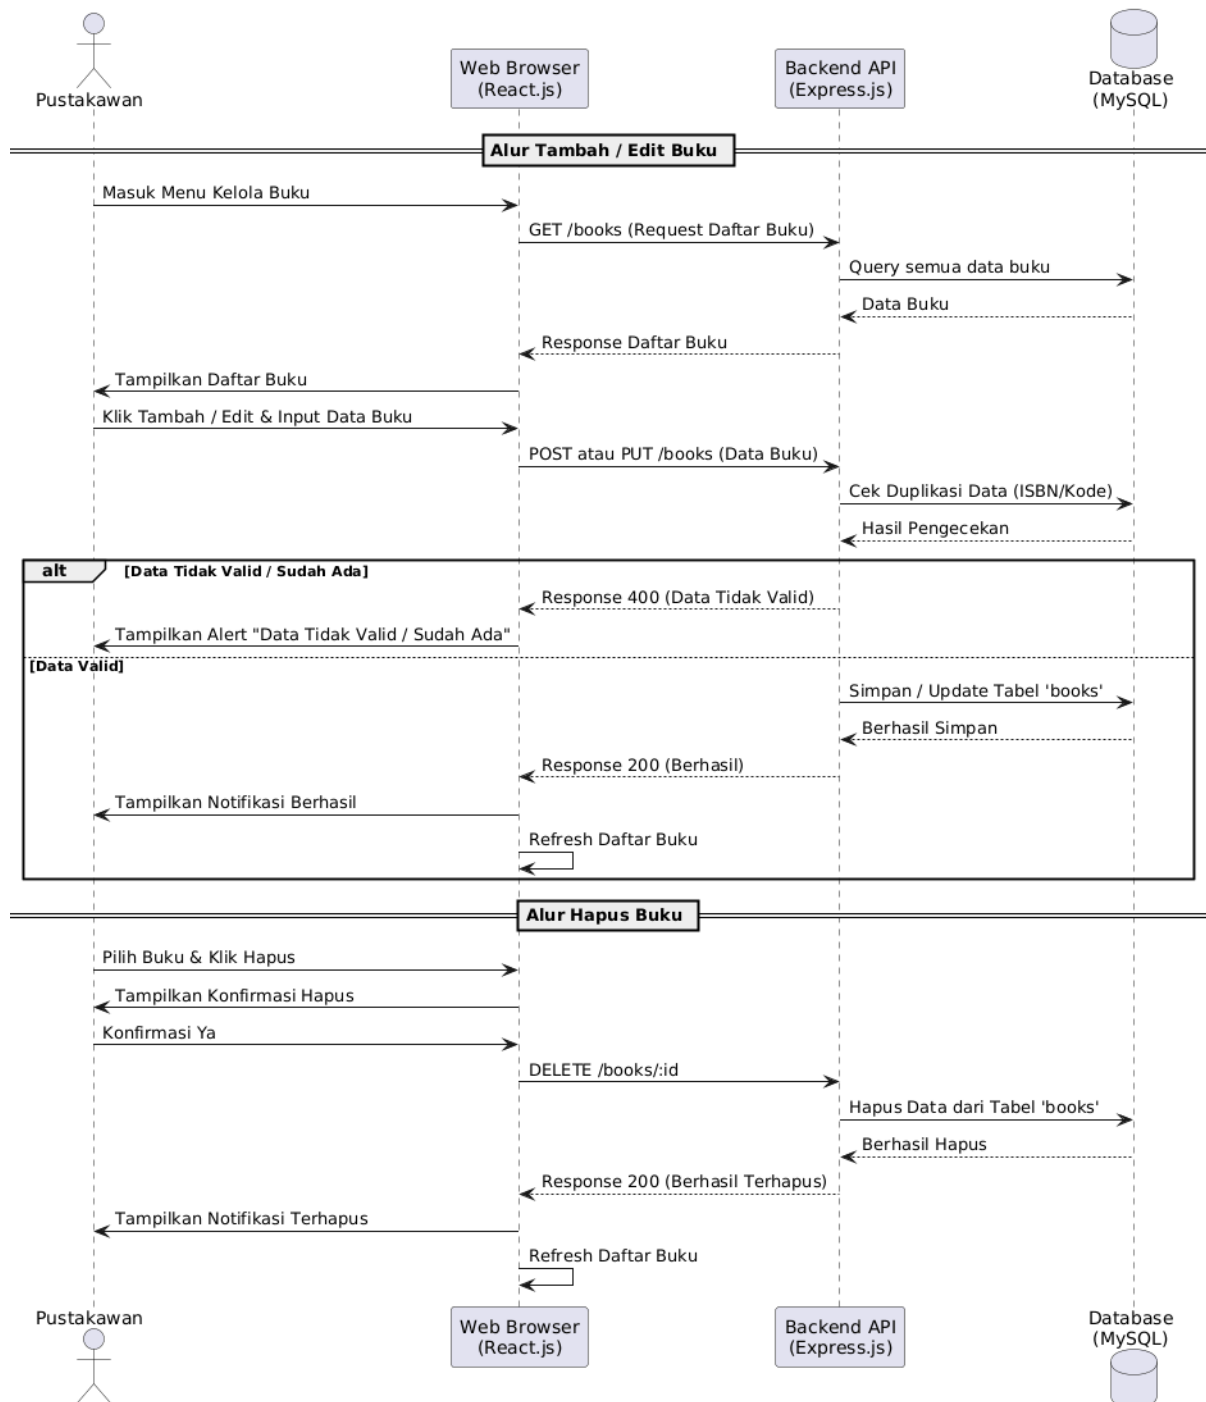 Pustakawan
Web Browser
(React.js)
Backend API
(Express.js)
Database
(MySQL)
Alur Tambah / Edit Buku
Masuk Menu Kelola Buku
GET /books (Request Daftar Buku)
Query semua data buku
Data Buku
Response Daftar Buku
Tampilkan Daftar Buku
Klik Tambah / Edit & Input Data Buku
POST atau PUT /books (Data Buku)
Cek Duplikasi Data (ISBN/Kode)
Hasil Pengecekan
alt
[Data Tidak Valid / Sudah Ada]
Response 400 (Data Tidak Valid)
Tampilkan Alert "Data Tidak Valid / Sudah Ada"
[Data Valid]
Simpan / Update Tabel 'books'
Berhasil Simpan
Response 200 (Berhasil)
Tampilkan Notifikasi Berhasil
Refresh Daftar Buku
Alur Hapus Buku
Pilih Buku & Klik Hapus
Tampilkan Konfirmasi Hapus
Konfirmasi Ya
DELETE /books/:id
Hapus Data dari Tabel 'books'
Berhasil Hapus
Response 200 (Berhasil Terhapus)
Tampilkan Notifikasi Terhapus
Refresh Daftar Buku
Pustakawan
Web Browser
(React.js)
Backend API
(Express.js)
Database
(MySQL)